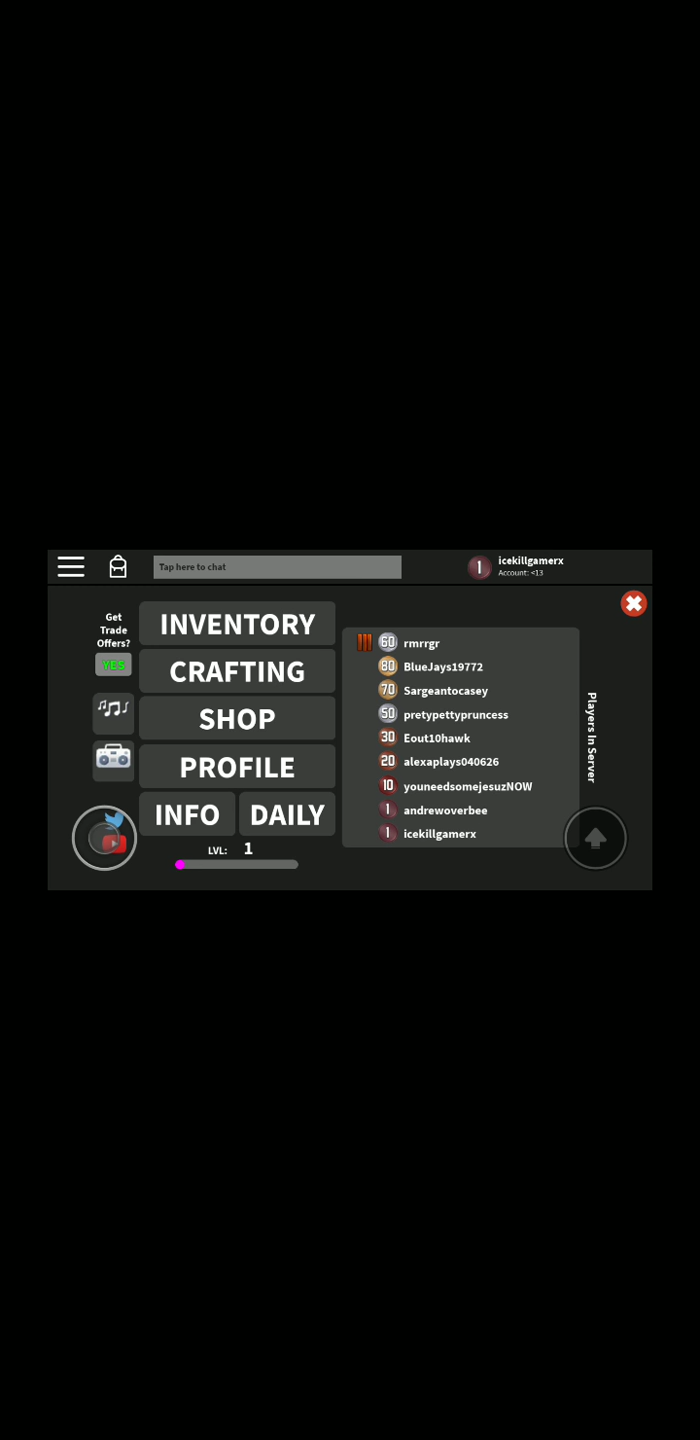 Tap here to chat
1
icekillgamerx
Account: <13
Get
Trade
Offers?
YES
INVENTORY
CRAFTING
SHOP
PROFILE
INFO
DAILY
LVL: 1
60 rmrrgr
80 BlueJays19772
70 Sargeantocasey
50 pretypettypruncess
30 Eout10hawk
20 alexaplays040626
10 youneedsomejesuzNOW
1 andrewoverbee
1 icekillgamerx
Players In Server